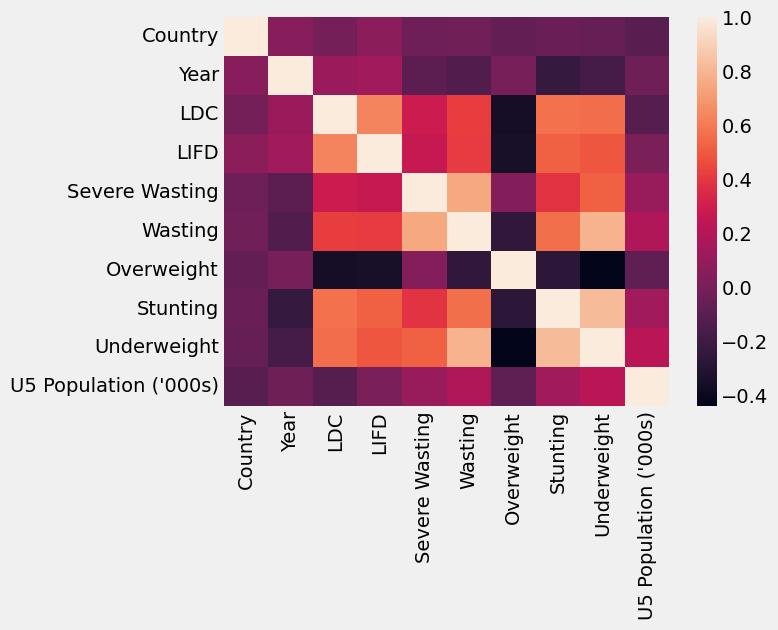 Country
Year
LDC
LIFD
Severe Wasting
Wasting
Overweight
Stunting
Underweight
U5 Population ('000s)
1.0
0.8
0.6
0.4
0.2
0.0
−0.2
−0.4
Country
Year
LDC
LIFD
Severe Wasting
Wasting
Overweight
Stunting
Underweight
U5 Population ('000s)